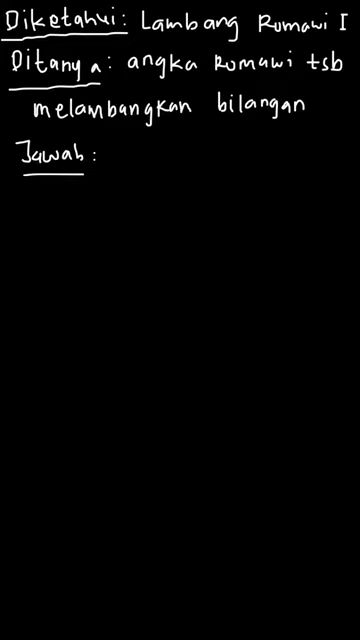 Diketahui: Lambang Romawi I
Ditanya: angka Romawi tsb
melambangkan bilangan
Jawab: